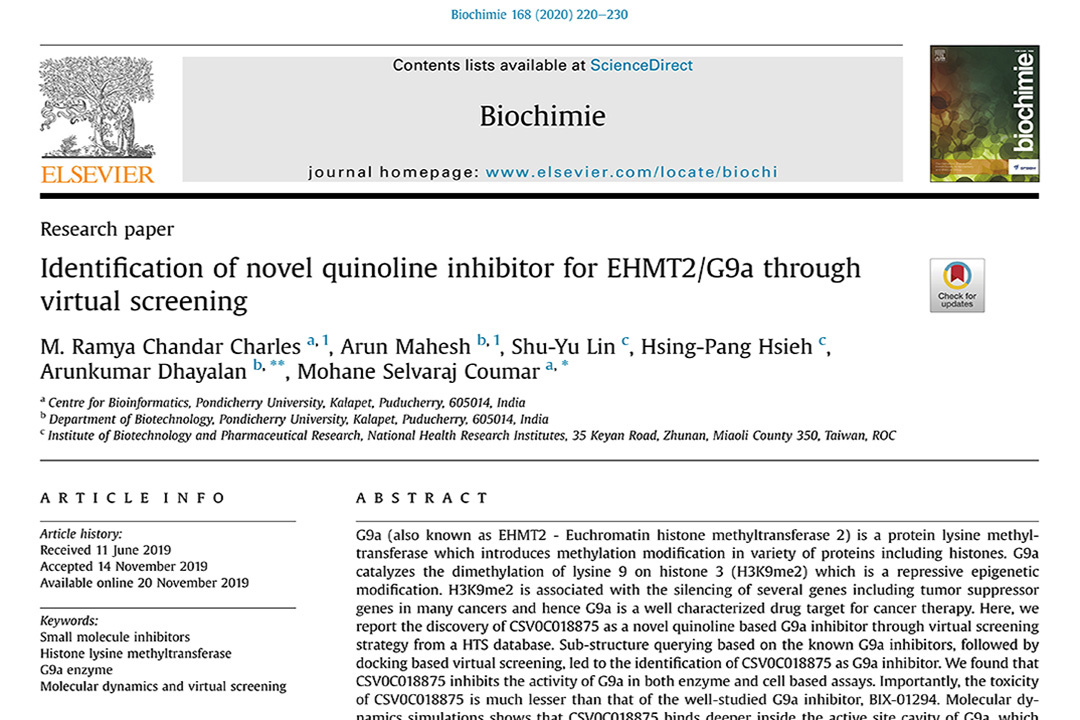 Biochimie 168 (2020) 220–230
Contents lists available at ScienceDirect
Biochimie
journal homepage: www.elsevier.com/locate/biochi
ELSEVIER
biochimie
Research paper
Identification of novel quinoline inhibitor for EHMT2/G9a through
virtual screening
Check for
updates
M. Ramya Chandar Charles a, 1, Arun Mahesh b, 1, Shu-Yu Lin c, Hsing-Pang Hsieh c,
Arunkumar Dhayalan b, **, Mohane Selvaraj Coumar a, *
a Centre for Bioinformatics, Pondicherry University, Kalapet, Puducherry, 605014, India
b Department of Biotechnology, Pondicherry University, Kalapet, Puducherry, 605014, India
c Institute of Biotechnology and Pharmaceutical Research, National Health Research Institutes, 35 Keyan Road, Zhunan, Miaoli County 350, Taiwan, ROC
ARTICLE INFO
Article history:
Received 11 June 2019
Accepted 14 November 2019
Available online 20 November 2019
Keywords:
Small molecule inhibitors
Histone lysine methyltransferase
G9a enzyme
Molecular dynamics and virtual screening
ABSTRACT
G9a (also known as EHMT2 - Euchromatin histone methyltransferase 2) is a protein lysine methyl-
transferase which introduces methylation modification in variety of proteins including histones. G9a
catalyzes the dimethylation of lysine 9 on histone 3 (H3K9me2) which is a repressive epigenetic
modification. H3K9me2 is associated with the silencing of several genes including tumor suppressor
genes in many cancers and hence G9a is a well characterized drug target for cancer therapy. Here, we
report the discovery of CSV0C018875 as a novel quinoline based G9a inhibitor through virtual screening
strategy from a HTS database. Sub-structure querying based on the known G9a inhibitors, followed by
docking based virtual screening, led to the identification of CSV0C018875 as G9a inhibitor. We found that
CSV0C018875 inhibits the activity of G9a in both enzyme and cell based assays. Importantly, the toxicity
of CSV0C018875 is much lesser than that of the well-studied G9a inhibitor, BIX-01294. Molecular dy-
namics simulations shows that CSV0C018875 binds deeper inside the active site cavity of G9a, which